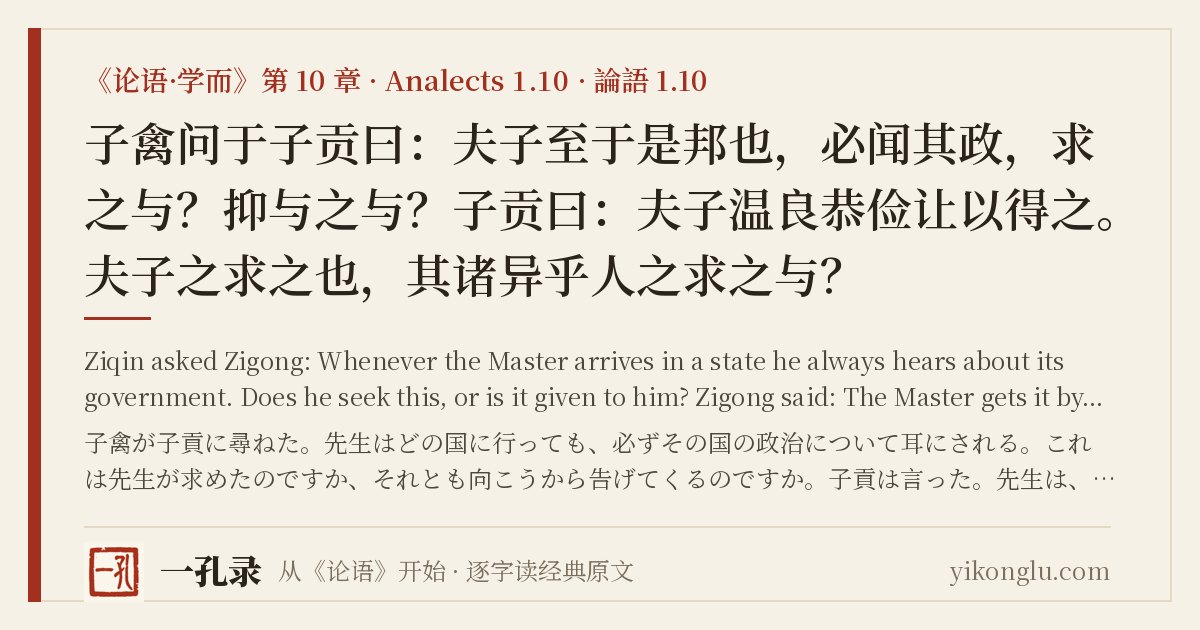 《论语·学而》第 10 章 · Analects 1.10 · 論語 1.10
子禽问于子贡曰：夫子至于是邦也，必闻其政，求
之与？抑与之与？子贡曰：夫子温良恭俭让以得之。
夫子之求之也，其诸异乎人之求之与？
Ziqin asked Zigong: Whenever the Master arrives in a state he always hears about its
government. Does he seek this, or is it given to him? Zigong said: The Master gets it by...
子禽が子貢に尋ねた。先生はどの国に行っても、必ずその国の政治について耳にされる。これ
は先生が求めたのですか、それとも向こうから告げてくるのですか。子貢は言った。先生は、…
一孔
一孔录 从《论语》开始 · 逐字读经典原文 yikonglu.com